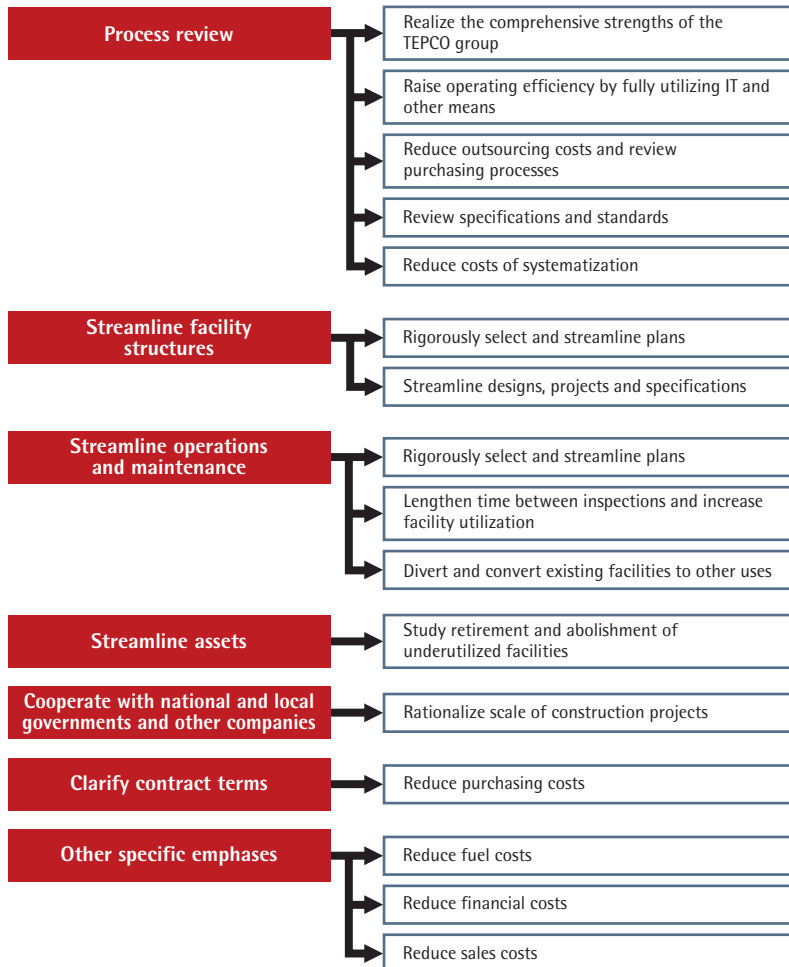 Process review
Realize the comprehensive strengths of the
TEPCO group
Raise operating efficiency by fully utilizing IT and
other means
Reduce outsourcing costs and review
purchasing processes
Review specifications and standards
Reduce costs of systematization
Streamline facility
structures
Rigorously select and streamline plans
Streamline designs, projects and specifications
Streamline operations
and maintenance
Rigorously select and streamline plans
Lengthen time between inspections and increase
facility utilization
Divert and convert existing facilities to other uses
Streamline assets
Study retirement and abolishment of
underutilized facilities
Cooperate with national and local
governments and other companies
Rationalize scale of construction projects
Clarify contract terms
Reduce purchasing costs
Other specific emphases
Reduce fuel costs
Reduce financial costs
Reduce sales costs